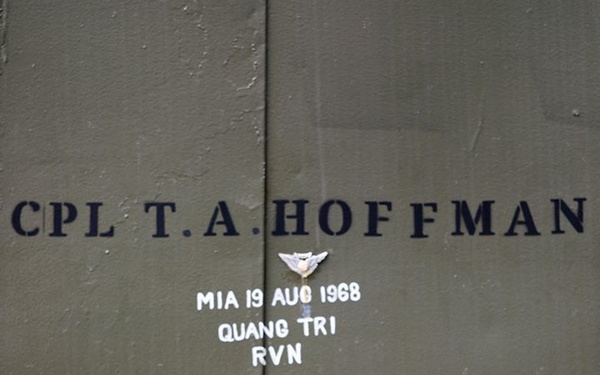 CPL T.A.HOFFMAN
MIA 19 AUG 1968
QUANG TRI
RVN